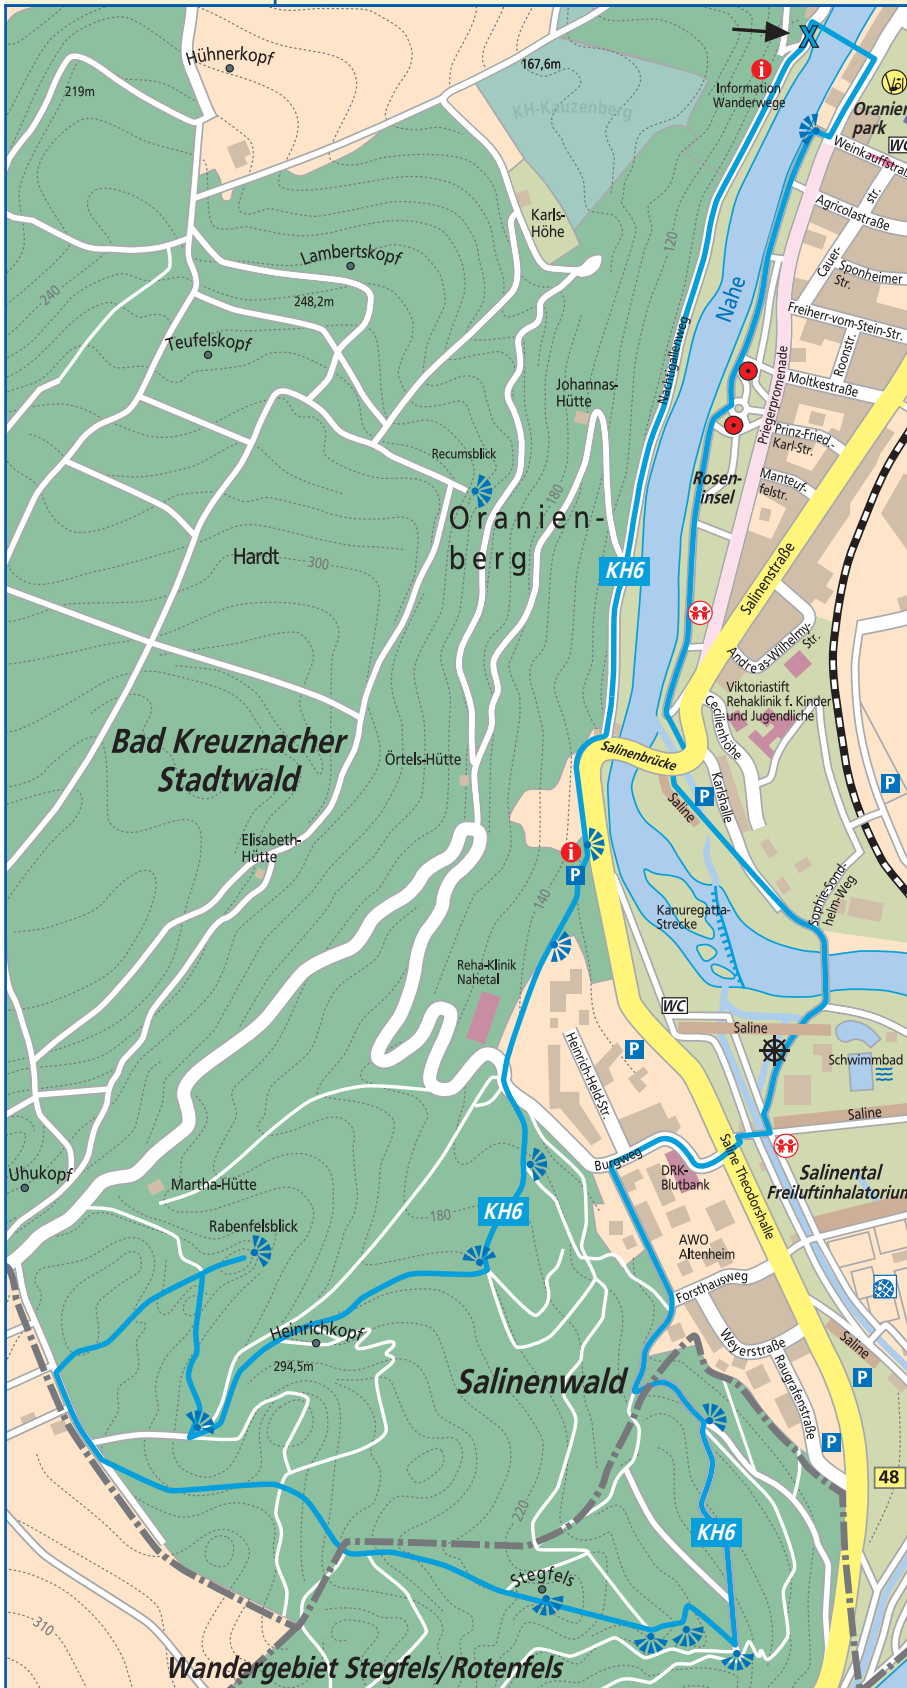 Hühnerkopf
167,6m
219m
KH-Kauzenberg
Information
Wanderwege
X
Oranien
park
WC
Weinkauffstraß
str.
Agricolastraße
Cauer-
Str.
Sponheimer
Karls-
Höhe
120
Lambertskopf
240
248,2m
Nahe
Freiherr-vom-Stein-Str.
Roonstr.
Teufelskopf
Nachtigallenweg
Priegerpromenade
Moltkestraße
Johannas-
Hütte
Prinz-Fried.-
Karl-Str.
Recumsblick
Rosen-
insel
Manteuf-
felstr.
180
Oranien-
berg
Hardt
300
KH6
Salinenstraße
Andreas-Wilhelmy-
Str.
Viktoriastift
Rehaklinik f. Kinder
und Jugendliche
Cecilienhöhe
Bad Kreuznacher
Stadtwald
Örtels-Hütte
Salinenbrücke
Karlshalle
Saline
P
P
Elisabeth-
Hütte
i
P
140
Kanuregatta-
Strecke
Sophie-Sond-
helm-Weg
Reha-Klinik
Nahetal
WC
Saline
P
Schwimmbad
Heinrich-Held-Str.
Saline
Burgweg
DRK-
Blutbank
Saline Theodorshalle
Salinental
Freiluftinhalatorium
Uhukopf
Martha-Hütte
180
KH6
Rabenfelsblick
AWO
Altenheim
Forsthausweg
Heinrichkopf
294,5m
Weyerstraße
Raugrafenstraße
Saline
P
Salinenwald
P
48
220
KH6
Stegfels
310
Wandergebiet Stegfels/Rotenfels